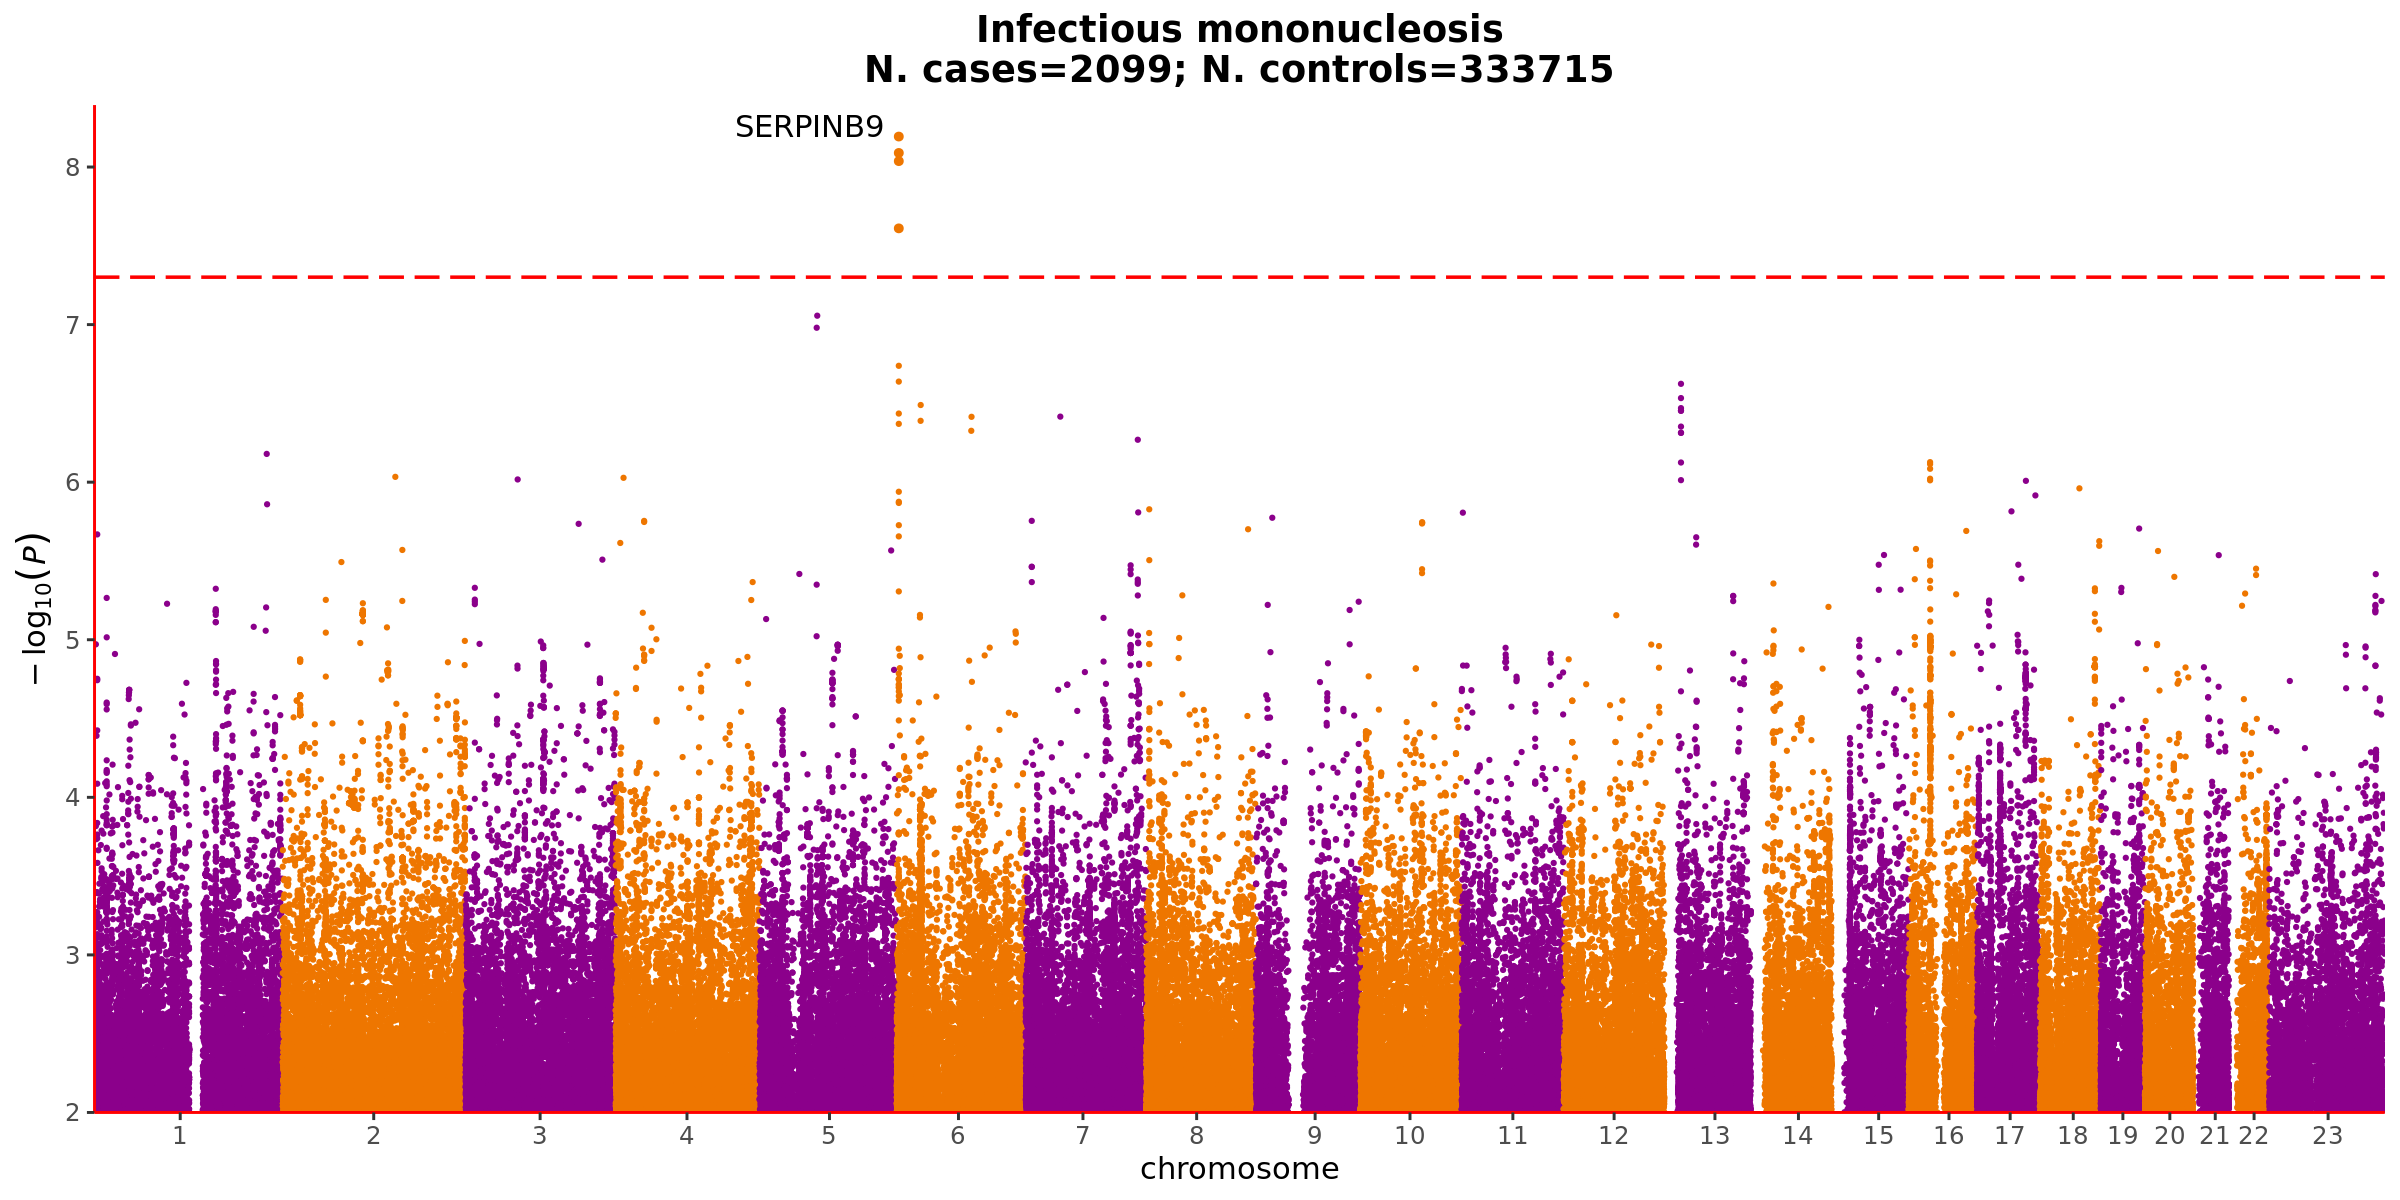 Infectious mononucleosis
N. cases=2099; N. controls=333715
SERPINB9
8
7
6
5
4
3
2
−log10(P)
1 2 3 4 5 6 7 8 9 10 11 12 13 14 15 16 17 18 19 20 21 22 23
chromosome